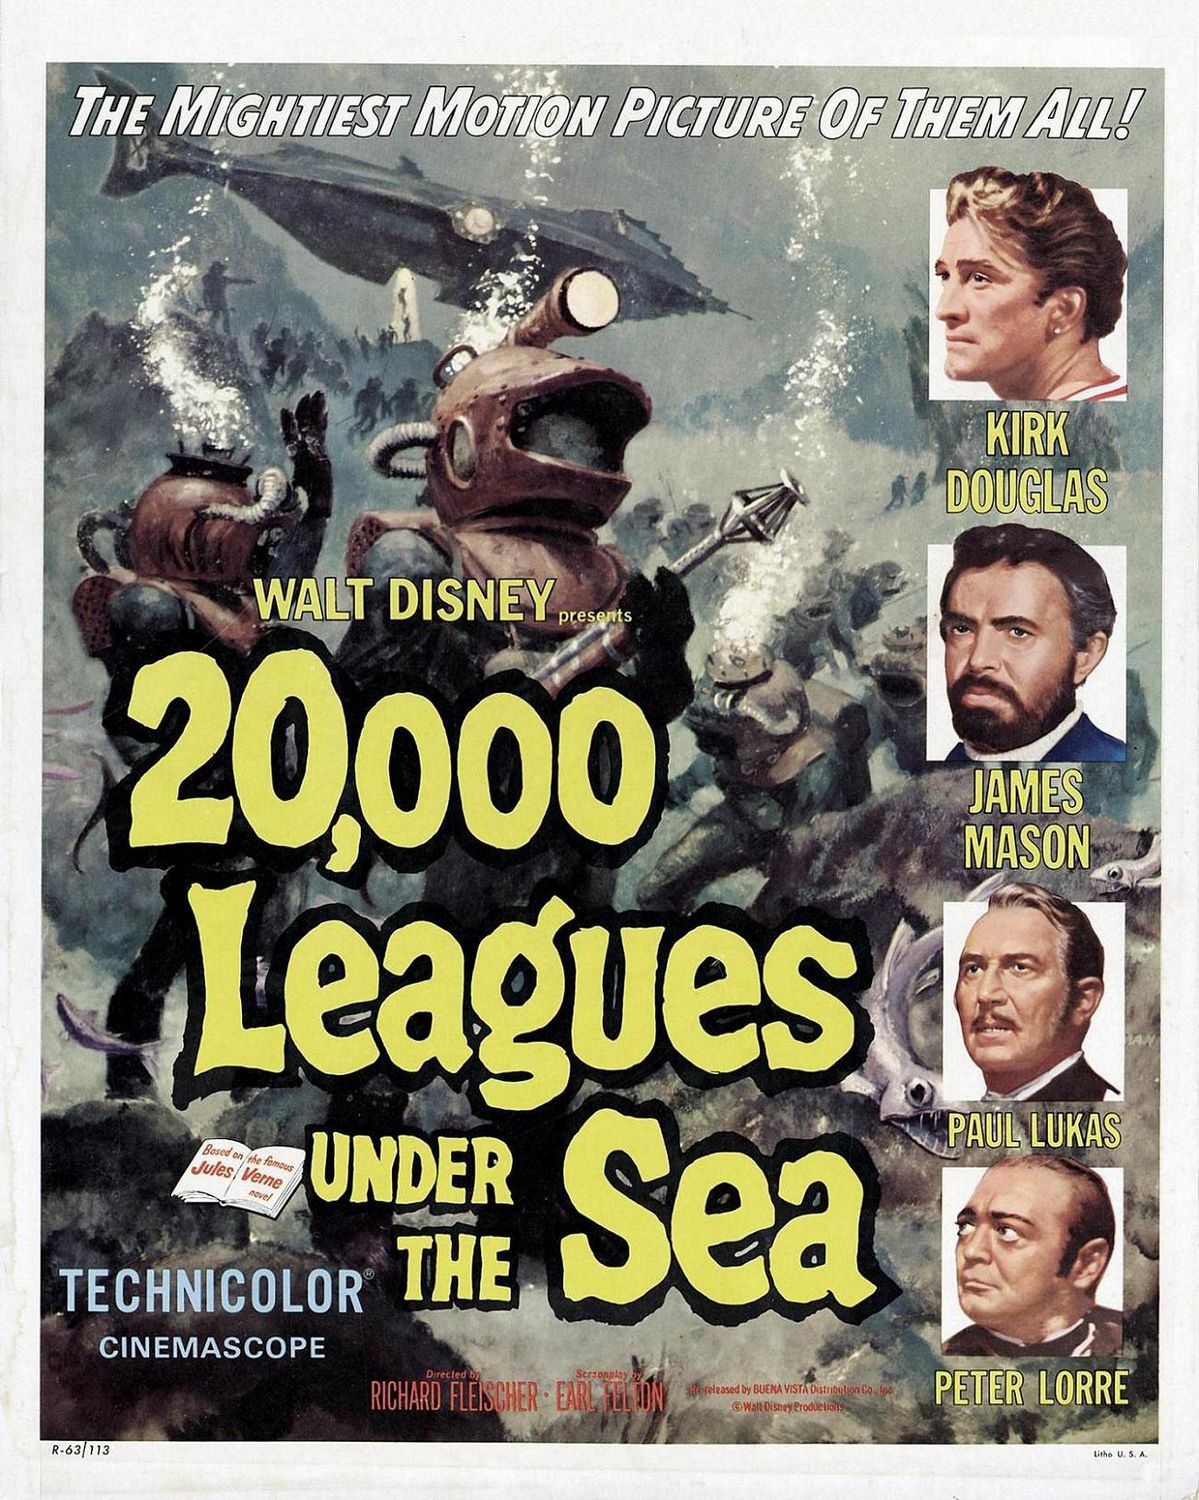 THE MIGHTIEST MOTION PICTURE OF THEM ALL!
KIRK
DOUGLAS
JAMES
MASON
PAUL LUKAS
PETER LORRE
WALT DISNEY presents
20,000
Leagues
UNDER
THE
Sea
Based on the famous
Jules Verne
novel
TECHNICOLOR®
CINEMASCOPE
Directed by
RICHARD FLEISCHER · 
Screenplay by
EARL FELTON
Re-released by BUENA VISTA Distribution Co., Inc.
©Walt Disney Productions
R-63/113
Litho U. S. A.